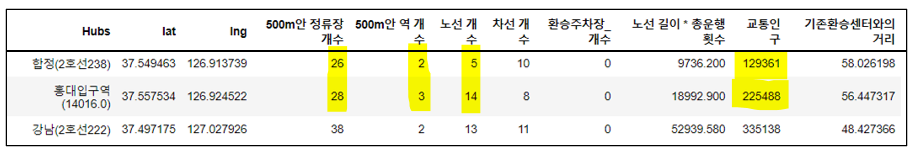 Hubs lat lng 500m안 정류장 개수 500m안 역 개수 노선 개수 차선 개수 환승주차장_개수 노선 길이 * 총운행횟수 교통인구 기존환승센터와의 거리
합정(2호선238) 37.549463 126.913739 26 2 5 10 0 9736.200 129361 58.026198
홍대입구역(14016.0) 37.557534 126.924522 28 3 14 8 0 18992.900 225488 56.447317
강남(2호선222) 37.497175 127.027926 38 2 13 11 0 52939.580 335138 48.427366